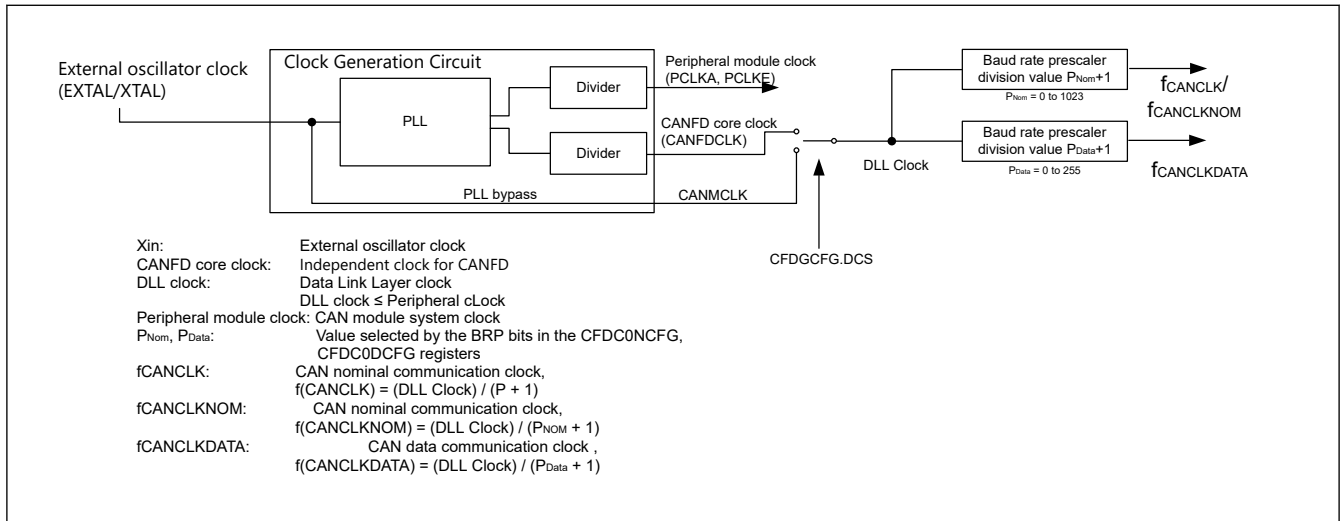 External oscillator clock
(EXTAL/XTAL)
Clock Generation Circuit
PLL
Divider
Divider
PLL bypass
Peripheral module clock
(PCLKA, PCLKE)
CANFD core clock
(CANFDCLK)
CANMCLK
CFDGCFG.DCS
DLL Clock
Baud rate prescaler
division value PNom+1
PNom = 0 to 1023
Baud rate prescaler
division value PData+1
PData = 0 to 255
fCANCLK/
fCANCLKNOM
fCANCLKDATA
Xin: External oscillator clock
CANFD core clock: Independent clock for CANFD
DLL clock: Data Link Layer clock
DLL clock ≤ Peripheral cLock
Peripheral module clock: CAN module system clock
PNom, PData: Value selected by the BRP bits in the CFDC0NCFG,
CFDC0DCFG registers
fCANCLK: CAN nominal communication clock,
f(CANCLK) = (DLL Clock) / (P + 1)
fCANCLKNOM: CAN nominal communication clock,
f(CANCLKNOM) = (DLL Clock) / (PNOM + 1)
fCANCLKDATA: CAN data communication clock ,
f(CANCLKDATA) = (DLL Clock) / (PData + 1)